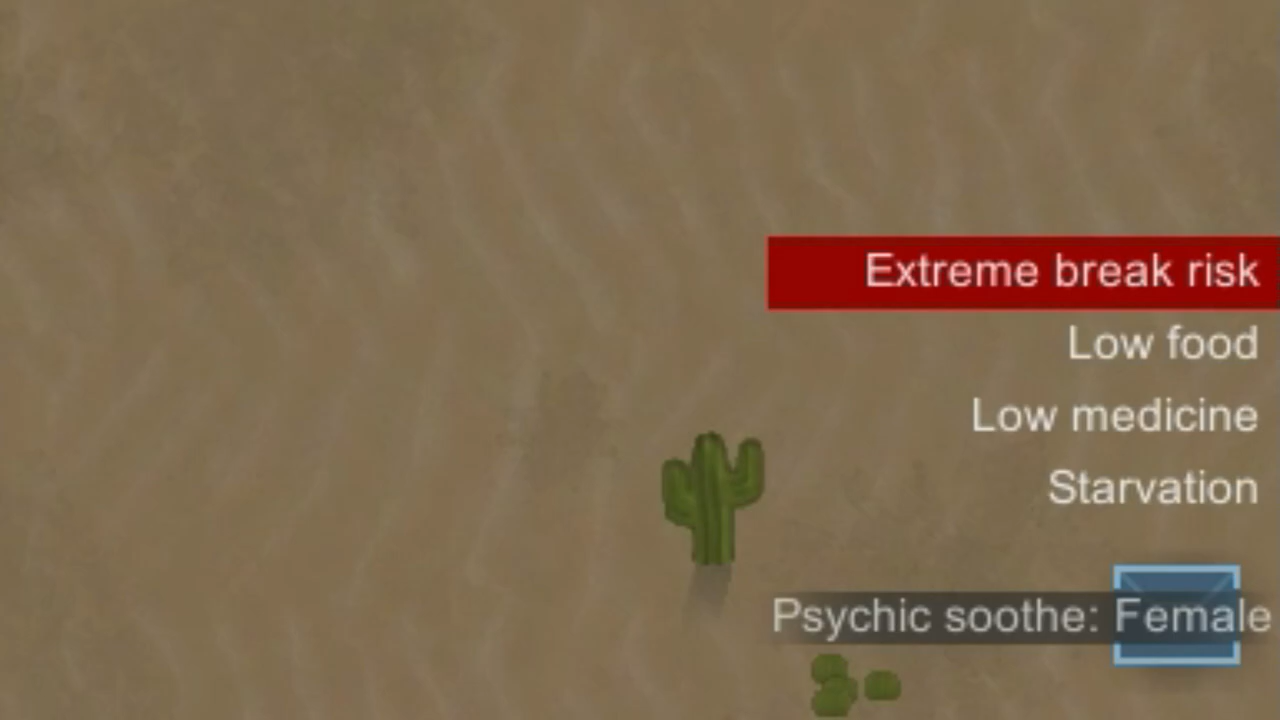 Extreme break risk
Low food
Low medicine
Starvation
Psychic soothe: Female